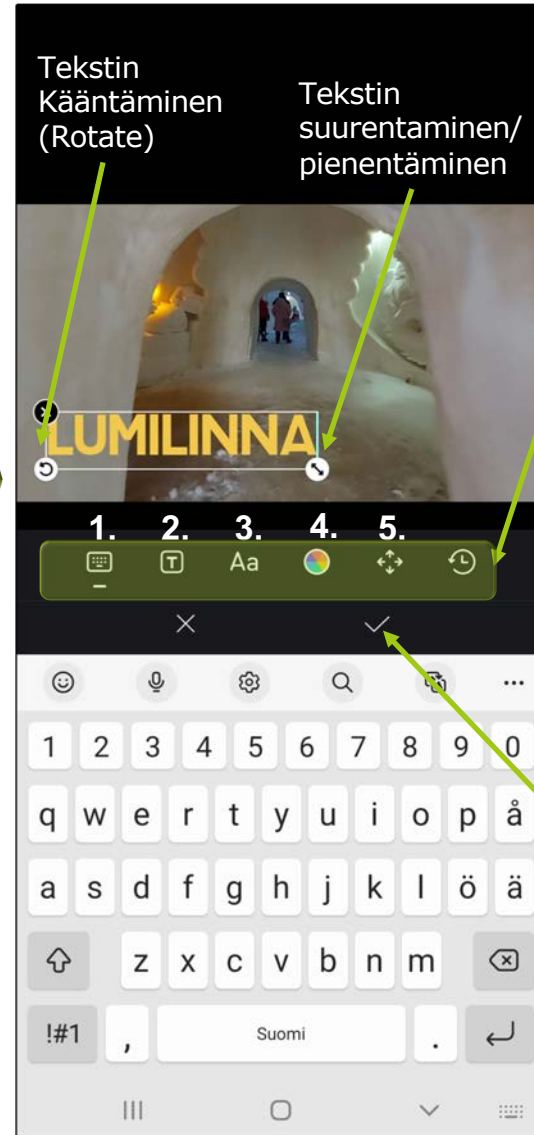 Tekstin
Kääntäminen
(Rotate)
Tekstin
suurentaminen/
pienentäminen
LUMILINNA
1. 2. 3. 4. 5.
T Aa
1 2 3 4 5 6 7 8 9 0
q w e r t y u i o p å
a s d f g h j k l ö ä
z x c v b n m
!#1 , Suomi .